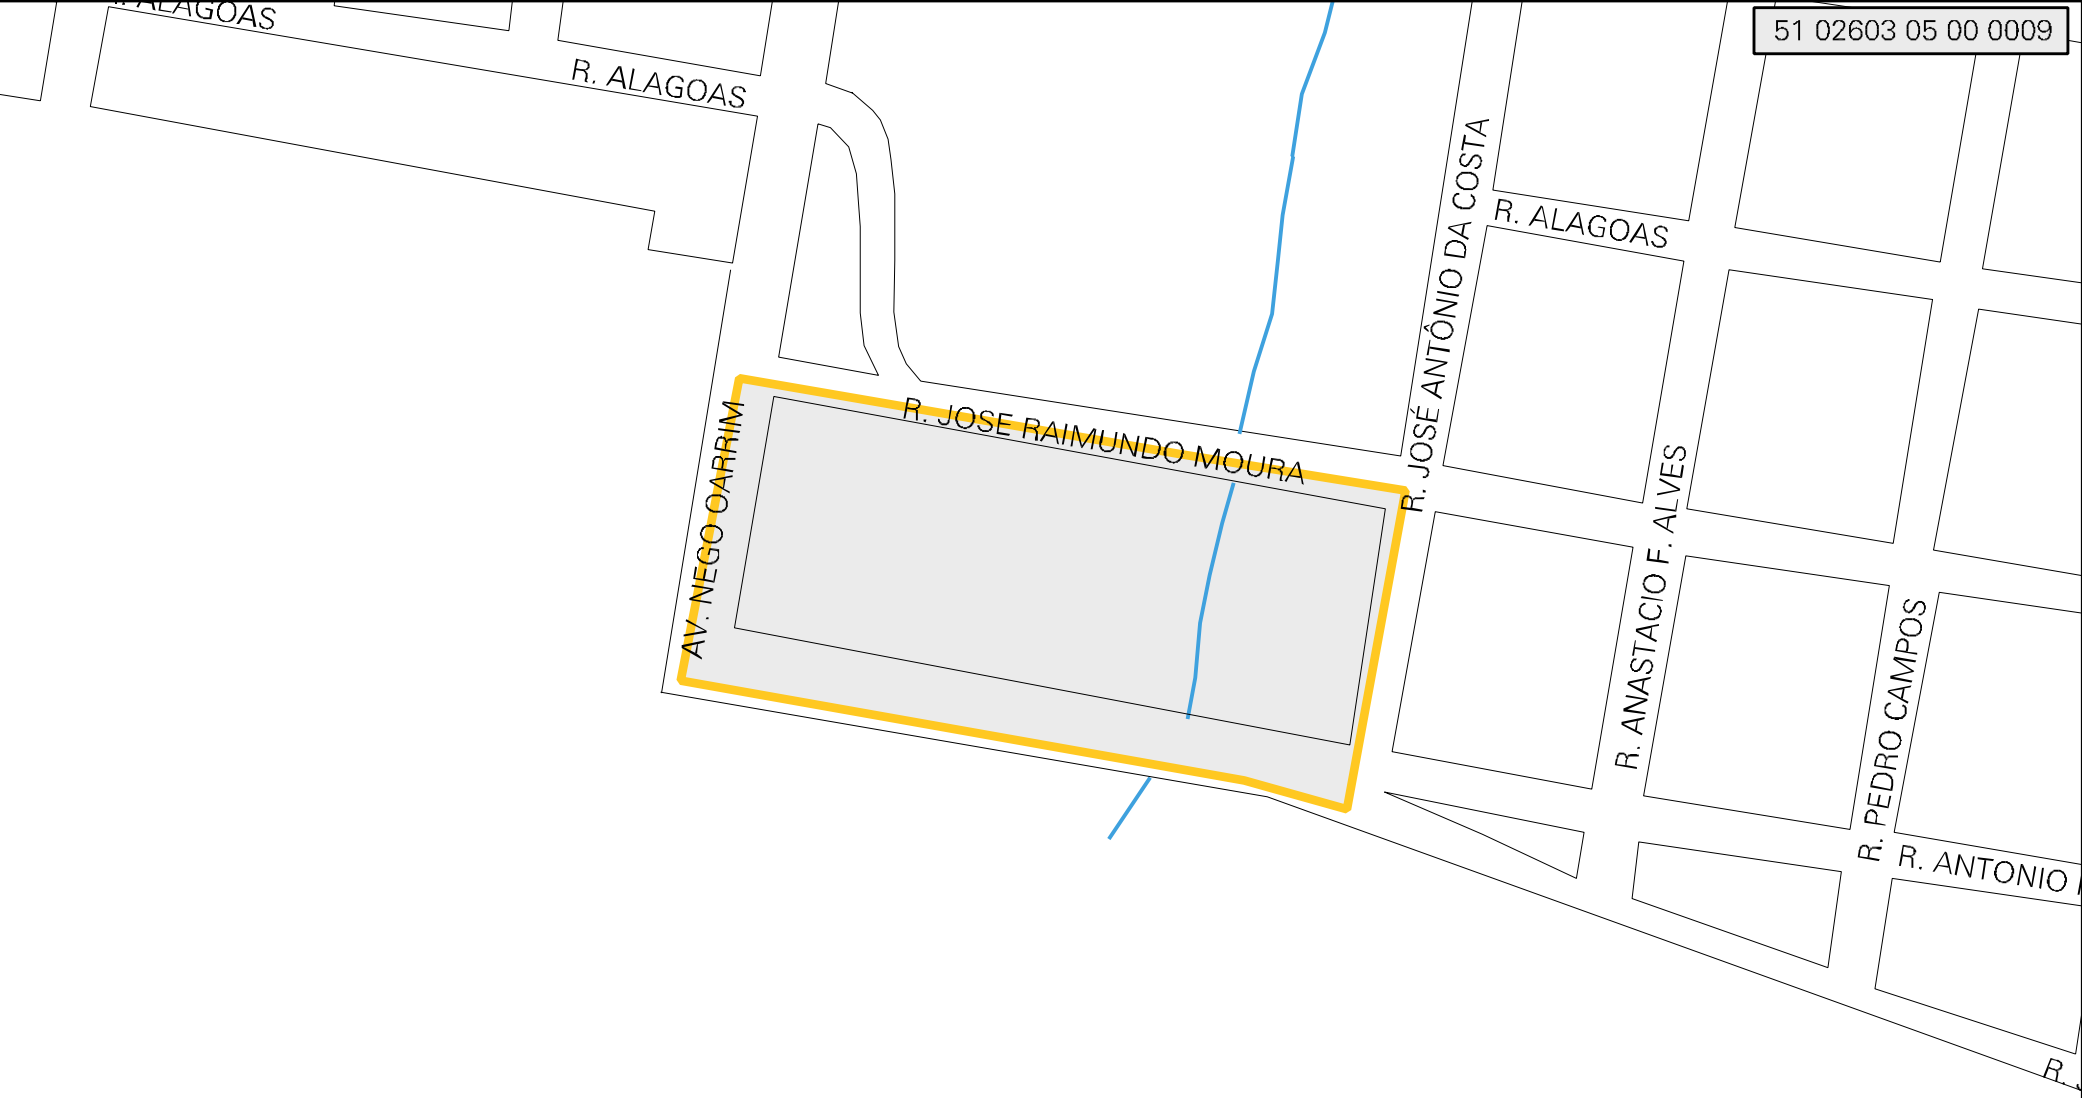 ALAGOAS
51 02603 05 00 0009
R. ALAGOAS
R. ALAGOAS
R. JOSÉ ANTÔNIO DA COSTA
R. JOSE RAIMUNDO MOURA
AV. NEGO OARRIM
R. ANASTACIO F. ALVES
R. PEDRO CAMPOS
R. ANTONIO
R.